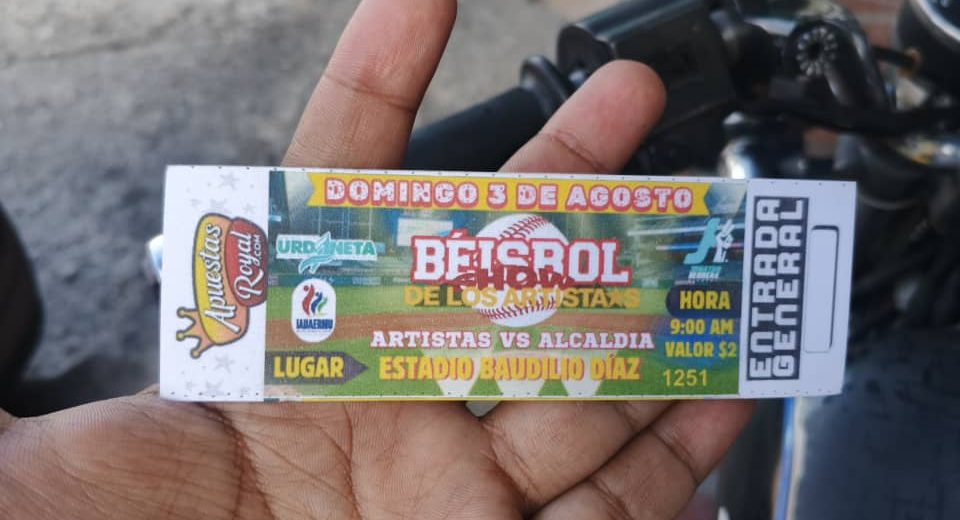 DOMINGO 3 DE AGOSTO
Apuestas
Royal
.COM
URDANETA
BÉISBOL
SHOW
DE LOS ARTISTAS
IADAERMU
HORA
9:00 AM
VALOR $2
ARTISTAS VS ALCALDIA
LUGAR
ESTADIO BAUDILIO DÍAZ
1251
ENTRADA
GENERAL